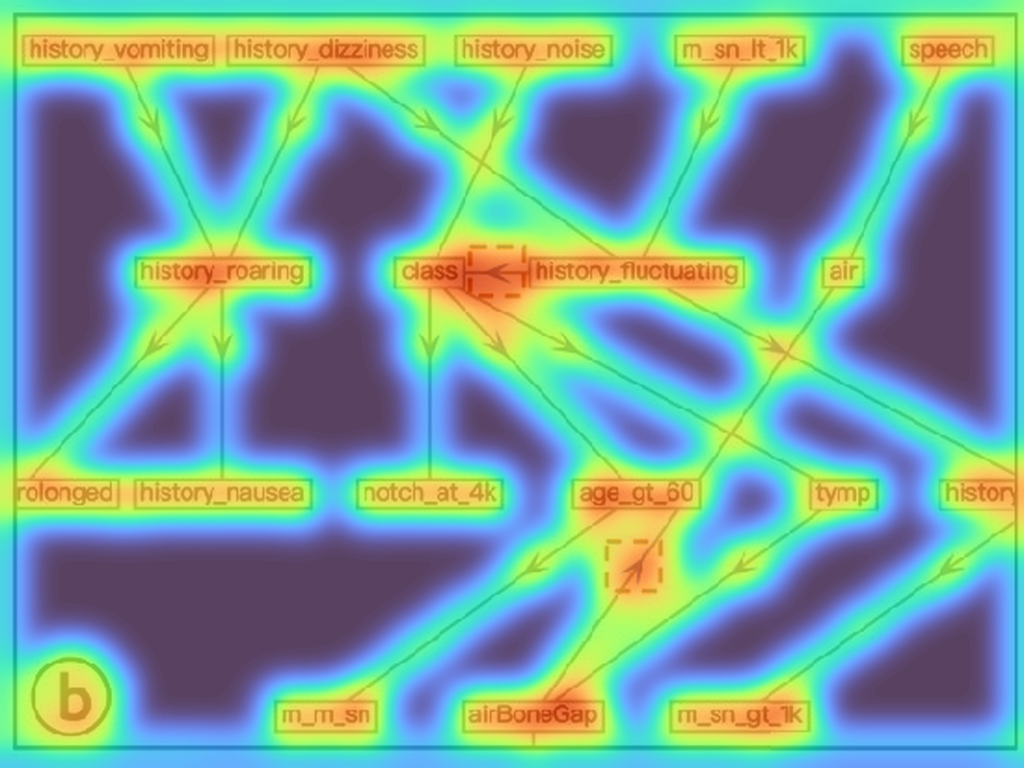 history_vomiting history_dizziness history_noise m_sn_lt_1k speech
history_roaring class history_fluctuating air
rolonged history_nausea notch_at_4k age_gt_60 tymp history
b m_m_sn airBoneGap m_sn_gt_1k